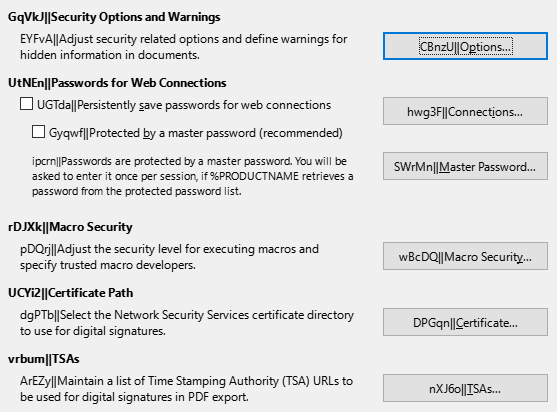 GqVkJ||Security Options and Warnings
EYFvA||Adjust security related options and define warnings for
hidden information in documents.
CBnzU||Options...
UtNEn||Passwords for Web Connections
UGTda||Persistently save passwords for web connections
hwg3F||Connections...
Gyqwf||Protected by a master password (recommended)
ipcrn||Passwords are protected by a master password. You will be
asked to enter it once per session, if %PRODUCTNAME retrieves a
password from the protected password list.
SWrMn||Master Password...
rDJXk||Macro Security
pDQrj||Adjust the security level for executing macros and
specify trusted macro developers.
wBcDQ||Macro Security...
UCYi2||Certificate Path
dgPTb||Select the Network Security Services certificate directory
to use for digital signatures.
DPGqn||Certificate...
vrbum||TSAs
ArEZy||Maintain a list of Time Stamping Authority (TSA) URLs to
be used for digital signatures in PDF export.
nXJ6o||TSAs...